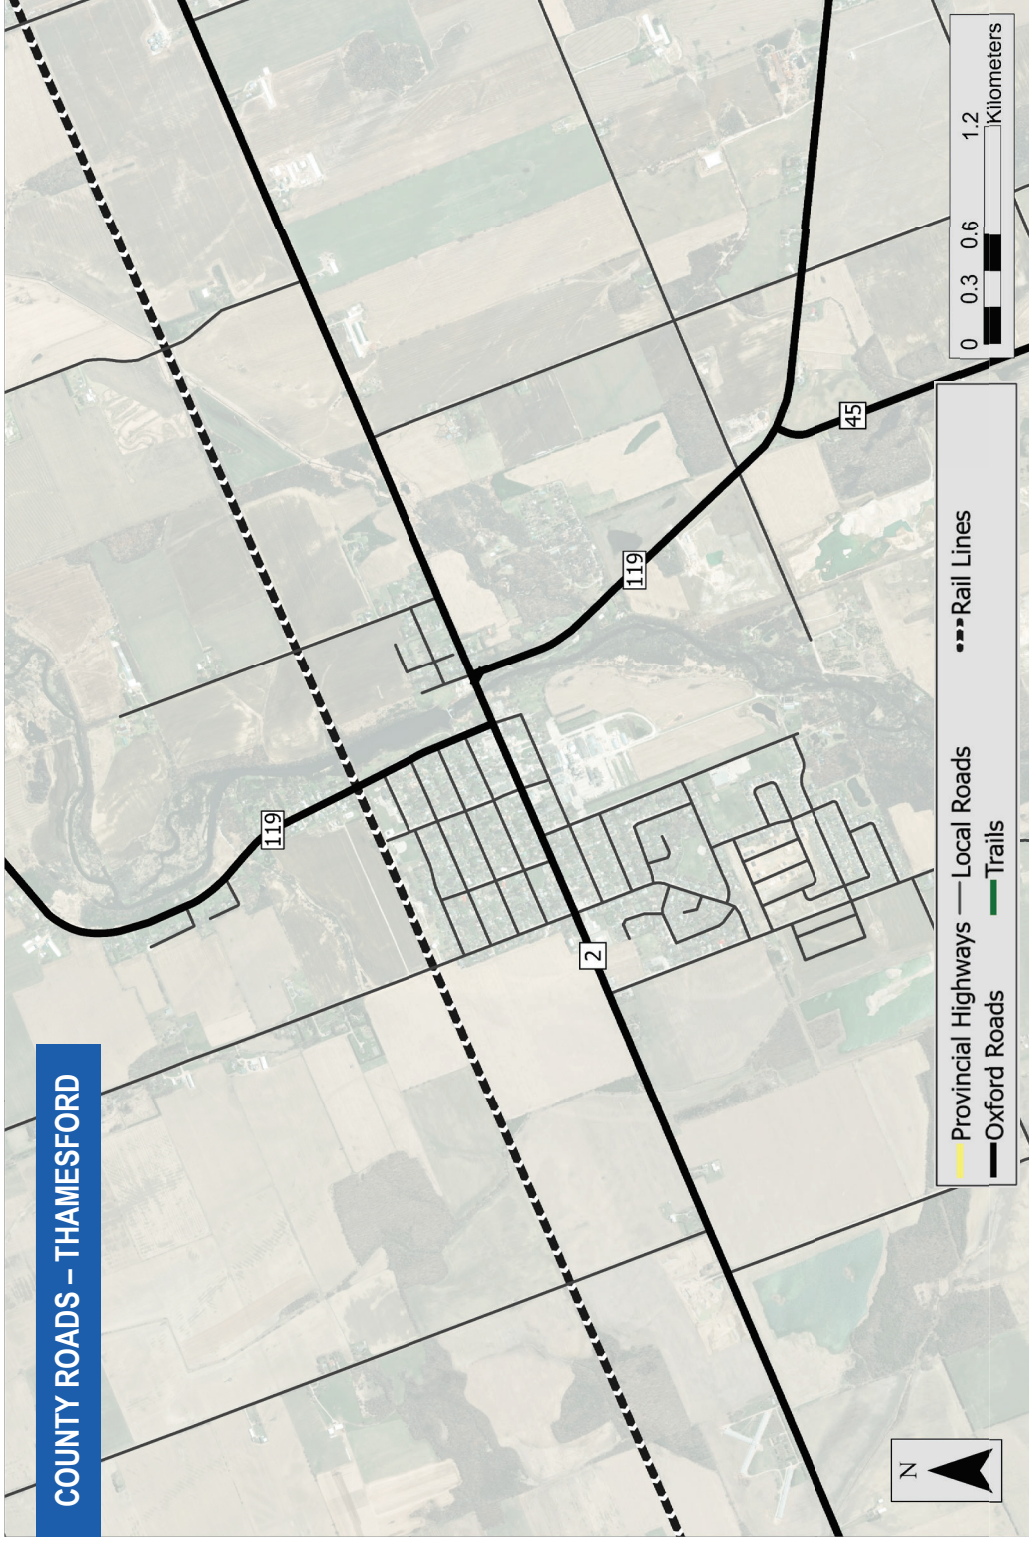 COUNTY ROADS – THAMESFORD
119
2
119
45
N
Provincial Highways
Local Roads
Rail Lines
Oxford Roads
Trails
0 0.3 0.6 1.2
Kilometers